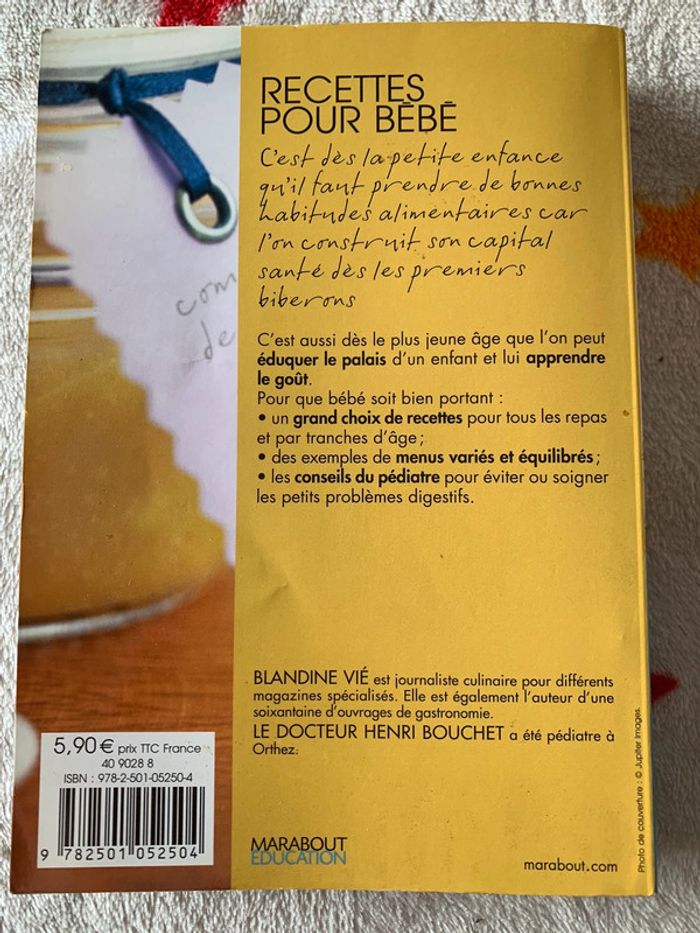 RECETTES
POUR BÉBÉ
C'est dès la petite enfance
qu'il faut prendre de bonnes
habitudes alimentaires car
l'on construit son capital
santé dès les premiers
biberons
C'est aussi dès le plus jeune âge que l'on peut
éduquer le palais d'un enfant et lui apprendre
le goût.
Pour que bébé soit bien portant :
• un grand choix de recettes pour tous les repas
et par tranches d'âge ;
• des exemples de menus variés et équilibrés ;
• les conseils du pédiatre pour éviter ou soigner
les petits problèmes digestifs.
com
de
BLANDINE VIÉ est journaliste culinaire pour différents
magazines spécialisés. Elle est également l'auteur d'une
soixantaine d'ouvrages de gastronomie.
LE DOCTEUR HENRI BOUCHET a été pédiatre à
Orthez.
5,90 € prix TTC France
40 9028 8
ISBN : 978-2-501-05250-4
9 782501 052504
MARABOUT
EDUCATION
marabout.com
Photo de couverture : © Jupiter Images.